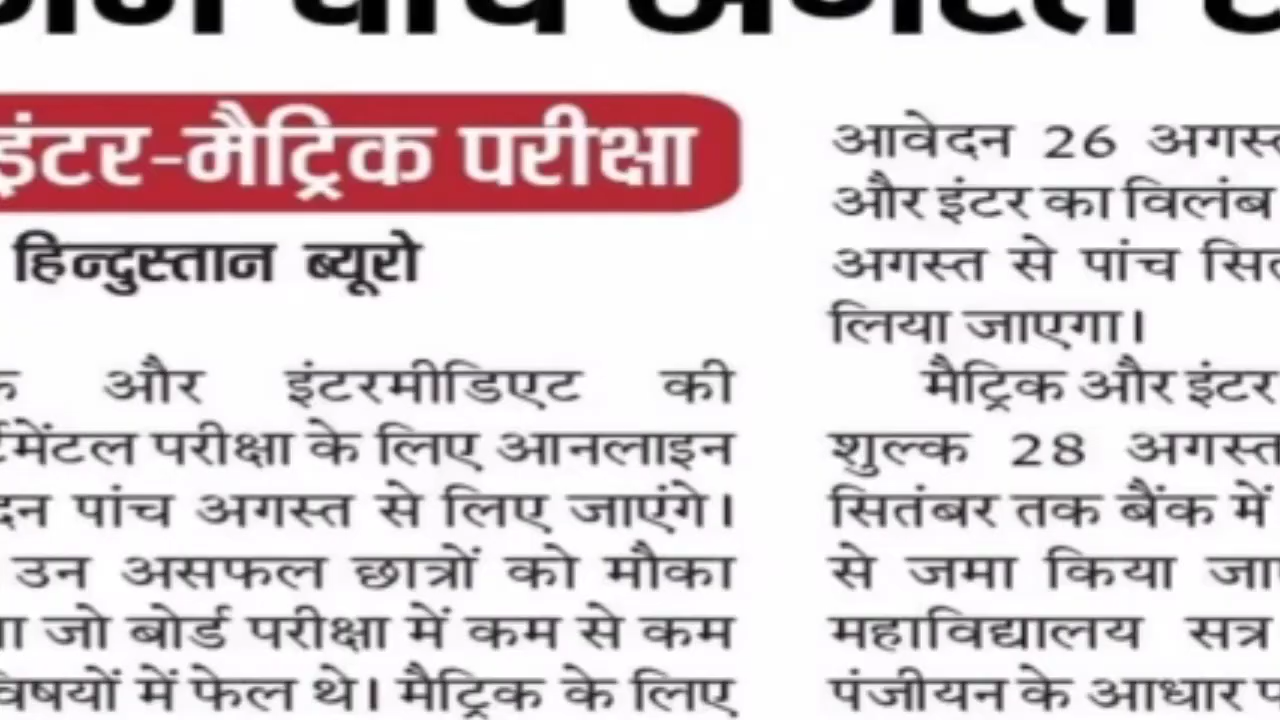 पांच अगस्त
इंटर-मैट्रिक परीक्षा
हिन्दुस्तान ब्यूरो
और इंटरमीडिएट की
परीक्षा के लिए आनलाइन
पांच अगस्त से लिए जाएंगे।
उन असफल छात्रों को मौका
जो बोर्ड परीक्षा में कम से कम
विषयों में फेल थे। मैट्रिक के लिए
आवेदन 26
और इंटर का विलंब
अगस्त से पांच
लिया जाएगा।
मैट्रिक और इंटर
शुल्क 28 अगस्त
सितंबर तक बैंक में
से जमा किया
महाविद्यालय सत्र
पंजीयन के आधार